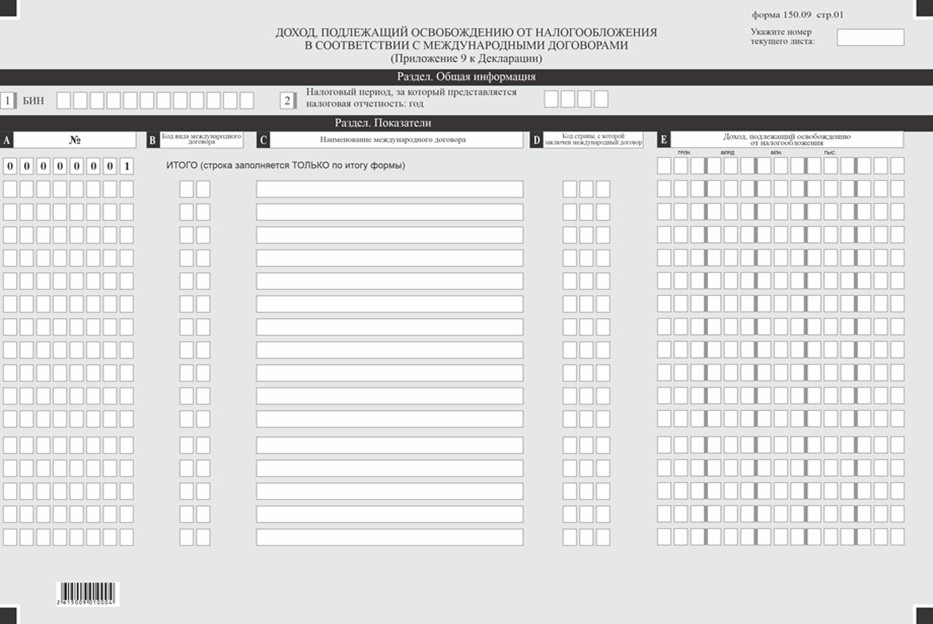 форма 150.09 стр.01
ДОХОД, ПОДЛЕЖАЩИЙ ОСВОБОЖДЕНИЮ ОТ НАЛОГООБЛОЖЕНИЯ
В СООТВЕТСТВИИ С МЕЖДУНАРОДНЫМИ ДОГОВОРАМИ
(Приложение 9 к Декларации)
Укажите номер
текущего листа:
Раздел. Общая информация
1 БИН
2 Налоговый период, за который представляется
налоговая отчетность: год
Раздел. Показатели
A №
B Код вида международного
договора
C Наименование международного договора
D Код страны, с которой
заключен международный договор
E Доход, подлежащий освобождению
от налогообложения
ТРЛН. МЛРД. МЛН. ТЫС.
0 0 0 0 0 0 0 1 ИТОГО (строка заполняется ТОЛЬКО по итогу формы)